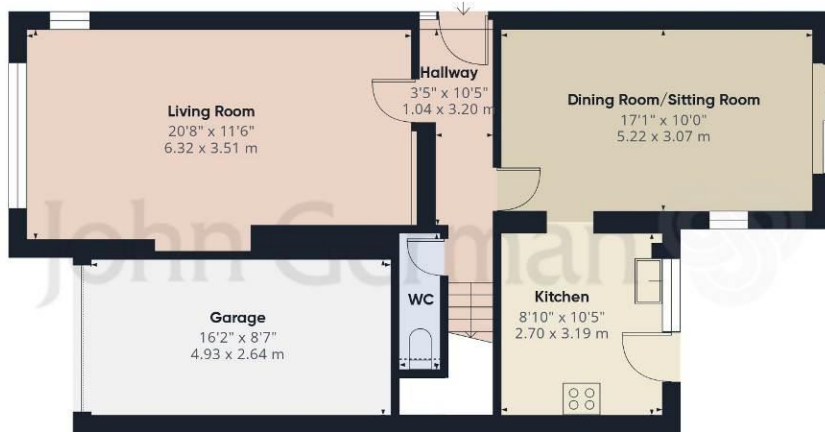 Hallway
3'5" x 10'5"
1.04 x 3.20 m
Living Room
20'8" x 11'6"
6.32 x 3.51 m
Dining Room/Sitting Room
17'1" x 10'0"
5.22 x 3.07 m
John German
WC
Kitchen
8'10" x 10'5"
2.70 x 3.19 m
Garage
16'2" x 8'7"
4.93 x 2.64 m